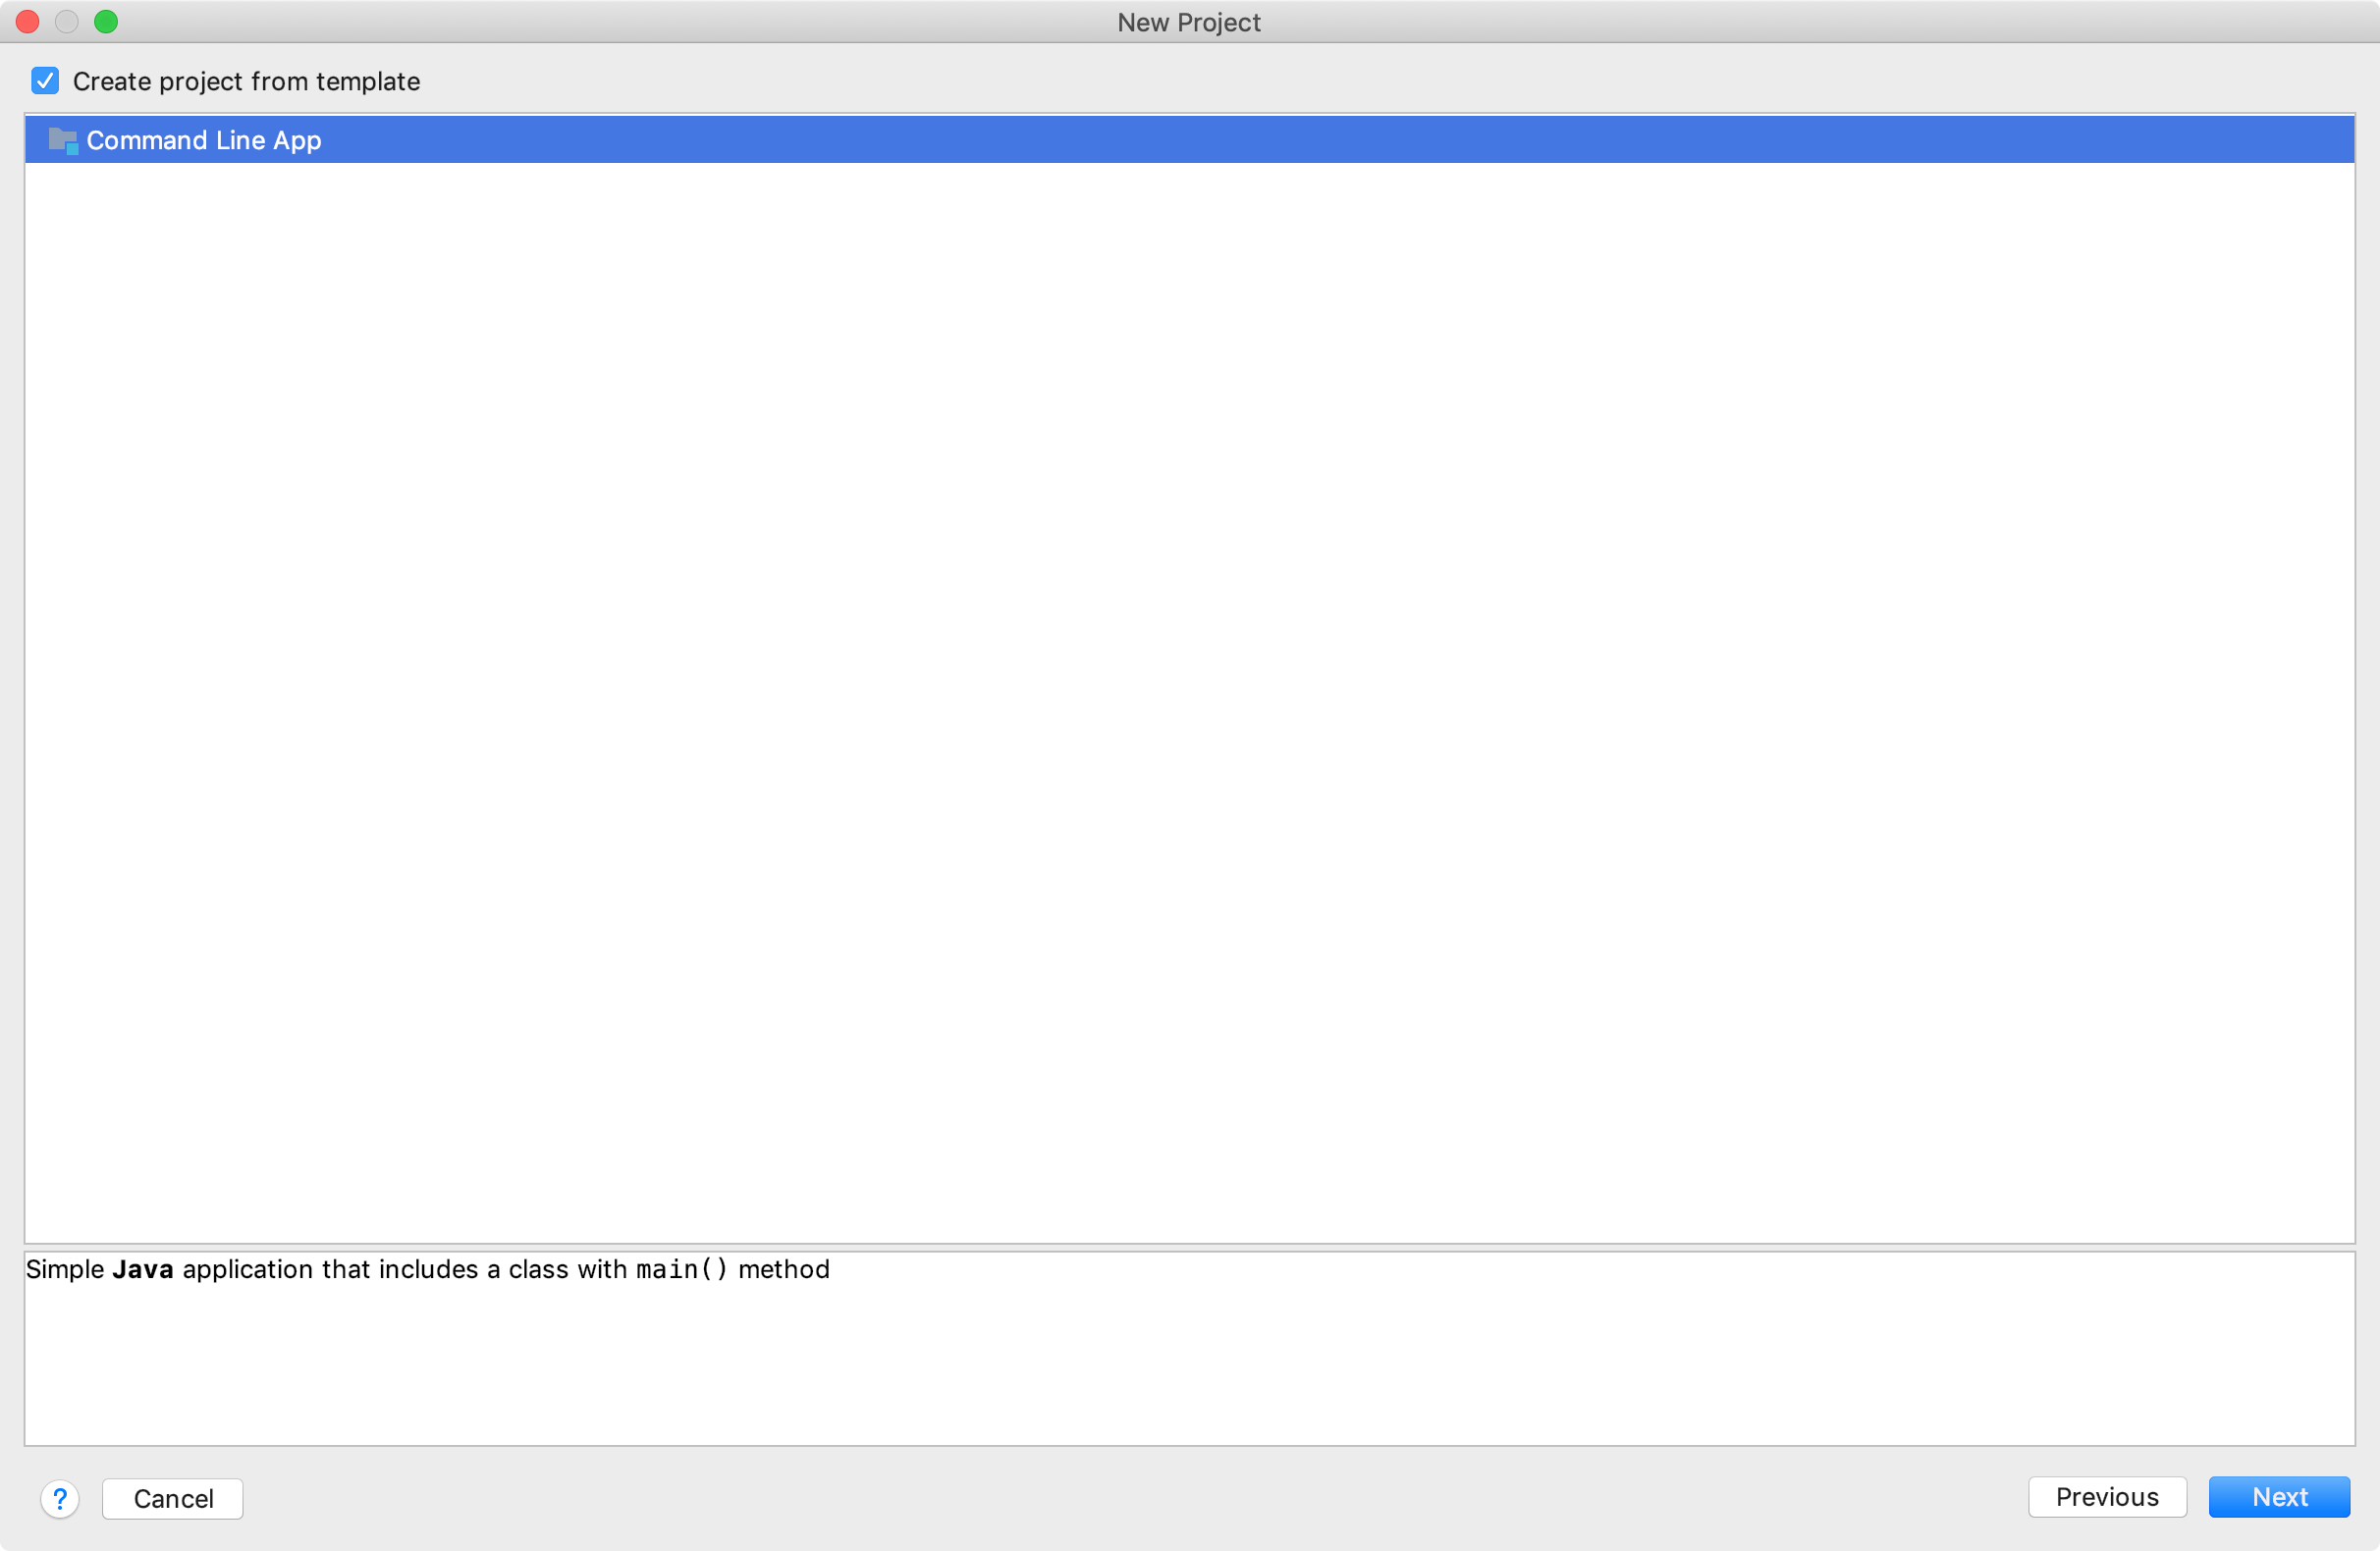 New Project
Create project from template
Command Line App
Simple Java application that includes a class with main() method
?
Cancel
Previous
Next